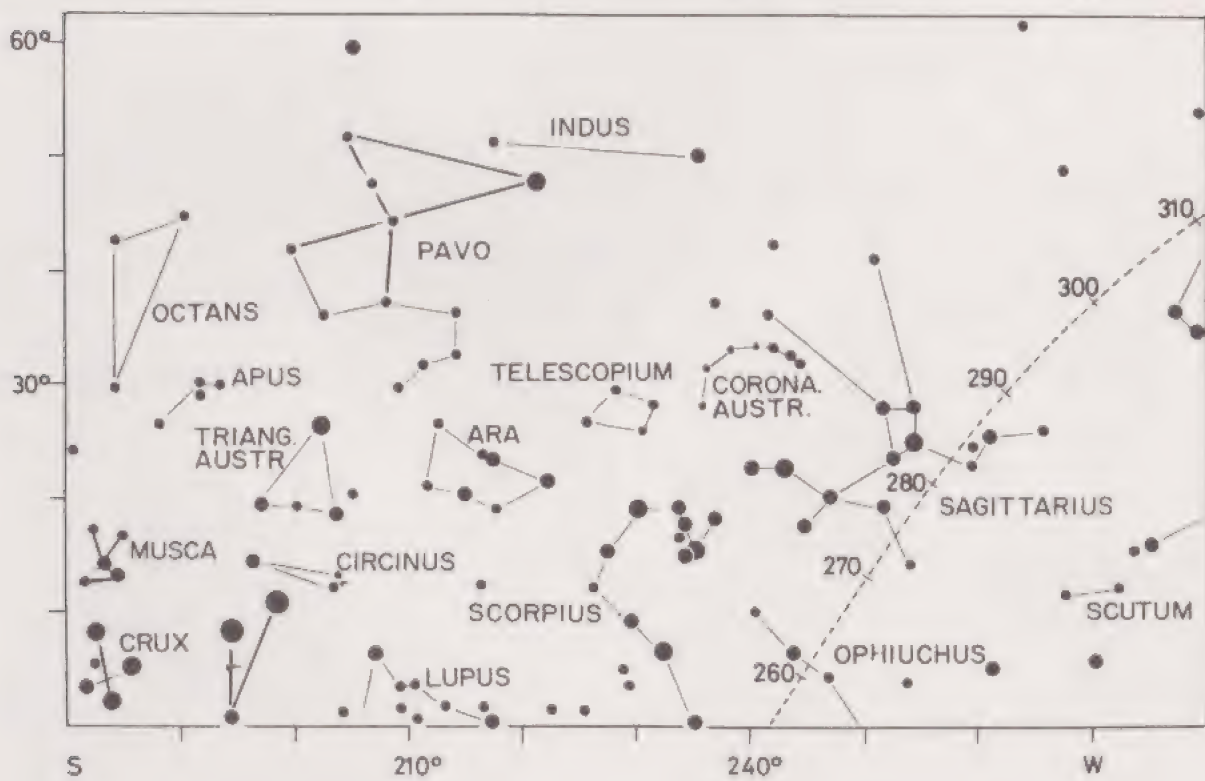 60°
INDUS
310
PAVO
300
OCTANS
30°
APUS
TELESCOPIUM
CORONA.
AUSTR.
290
TRIANG.
AUSTR
ARA
280
SAGITTARIUS
MUSCA
CIRCINUS
270
SCORPIUS
SCUTUM
CRUX
LUPUS
OPHIUCHUS
260
S
210°
240°
W